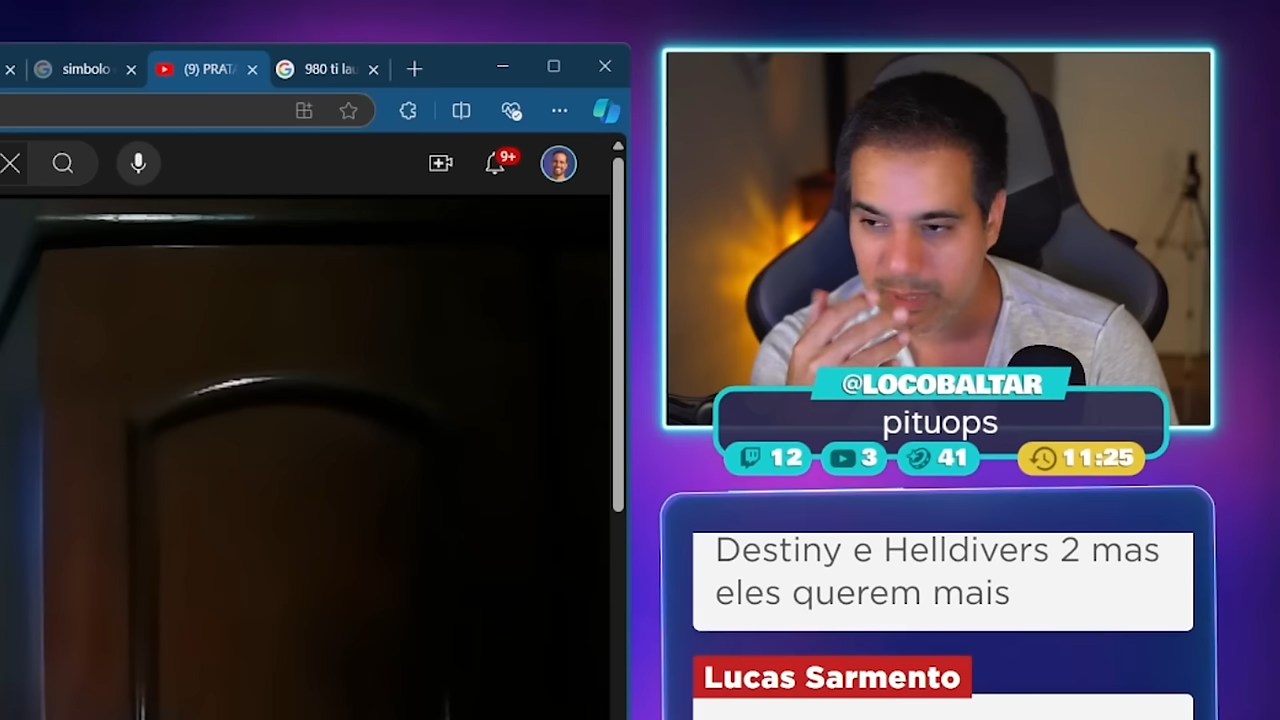 simbolo
(9) PRAT
980 ti lau
9+
@LOCOBALTAR
pituops
12
3
41
11:25
Destiny e Helldivers 2 mas
eles querem mais
Lucas Sarmento